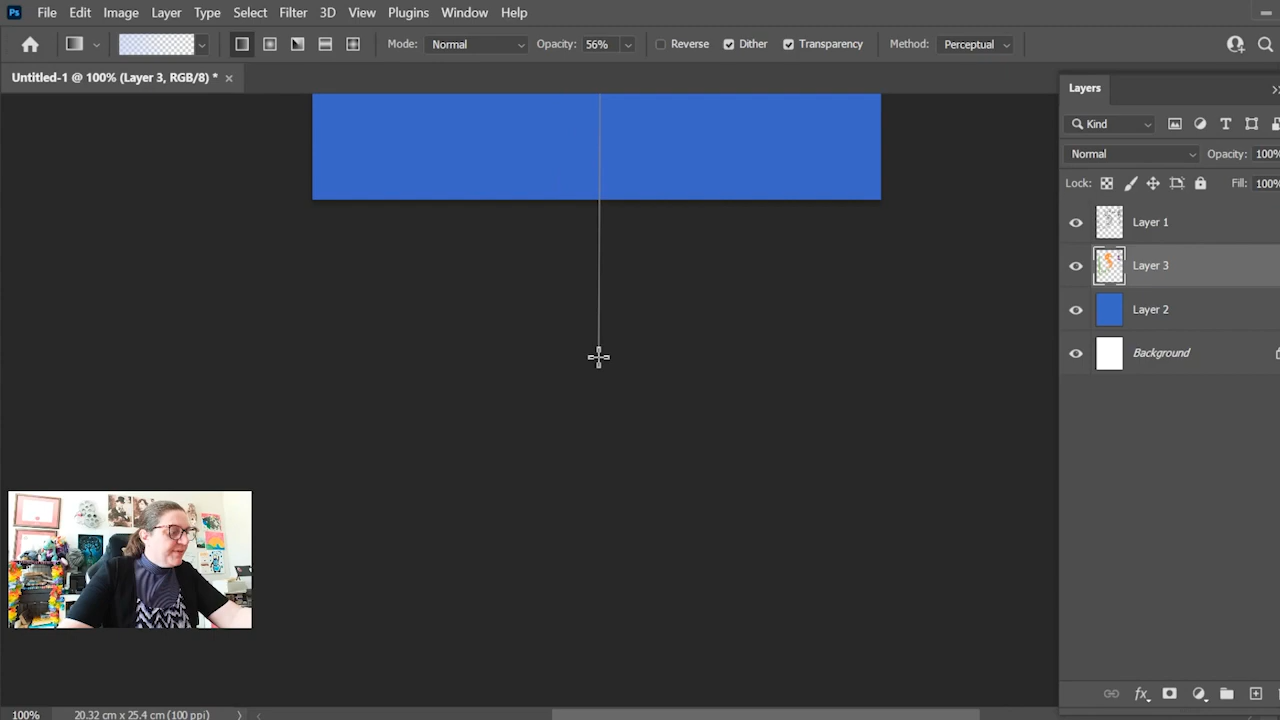 Ps File Edit Image Layer Type Select Filter 3D View Plugins Window Help
Mode: Normal Opacity: 56% Reverse Dither Transparency Method: Perceptual
Untitled-1 @ 100% (Layer 3, RGB/8) * ×
Layers
Kind
Normal Opacity: 100%
Lock: Fill: 100%
Layer 1
Layer 3
Layer 2
Background
fx
100% 20.32 cm x 25.4 cm (100 ppi)